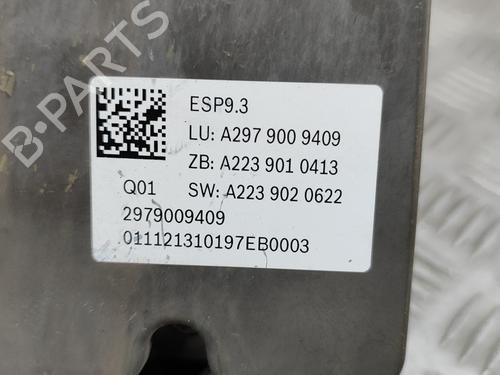 B-PARTS
ESP9.3
LU: A297 900 9409
ZB: A223 901 0413
Q01 SW: A223 902 0622
2979009409
011121310197EB0003